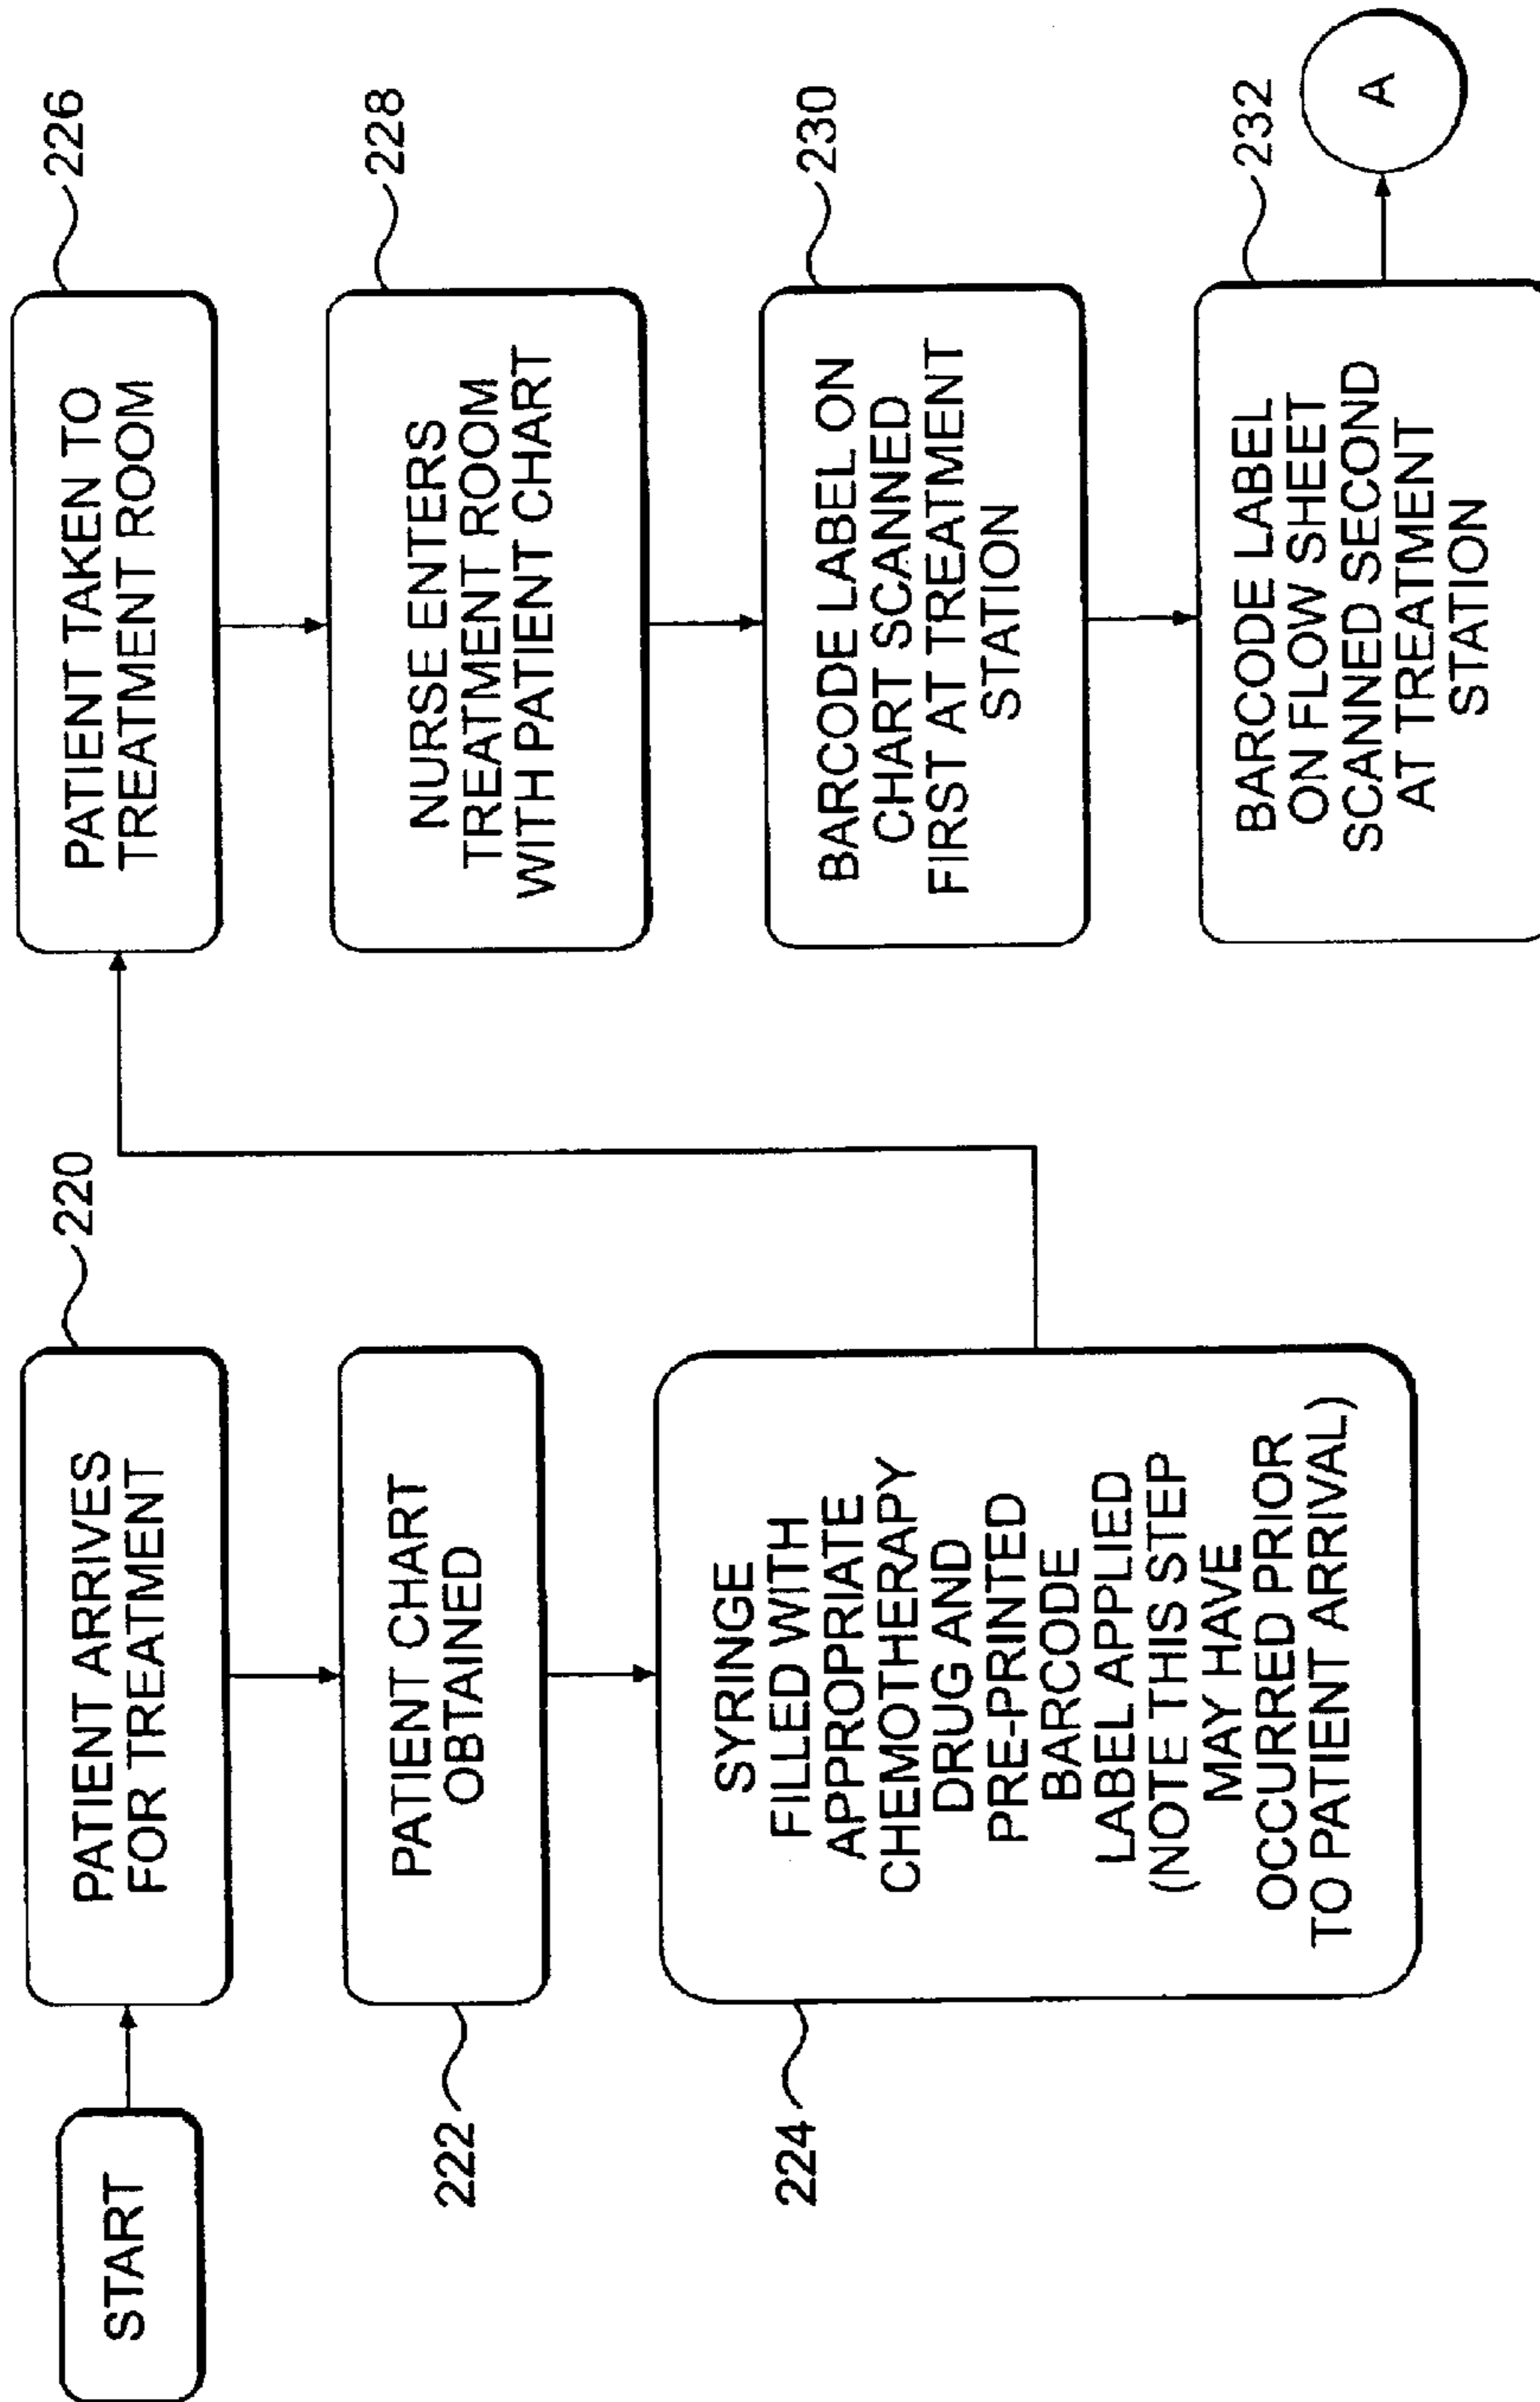 START
220
PATIENT ARRIVES
FOR TREATMENT
222
PATIENT CHART
OBTAINED
224
SYRINGE
FILLED WITH
APPROPRIATE
CHEMOTHERAPY
DRUG AND
PRE-PRINTED
BARCODE
LABEL APPLIED
(NOTE THIS STEP
MAY HAVE
OCCURRED PRIOR
TO PATIENT ARRIVAL)
226
PATIENT TAKEN TO
TREATMENT ROOM
228
NURSE ENTERS
TREATMENT ROOM
WITH PATIENT CHART
230
BARCODE LABEL ON
CHART SCANNED
FIRST AT TREATMENT
STATION
232
BARCODE LABEL
ON FLOW SHEET
SCANNED SECOND
AT TREATMENT
STATION
A